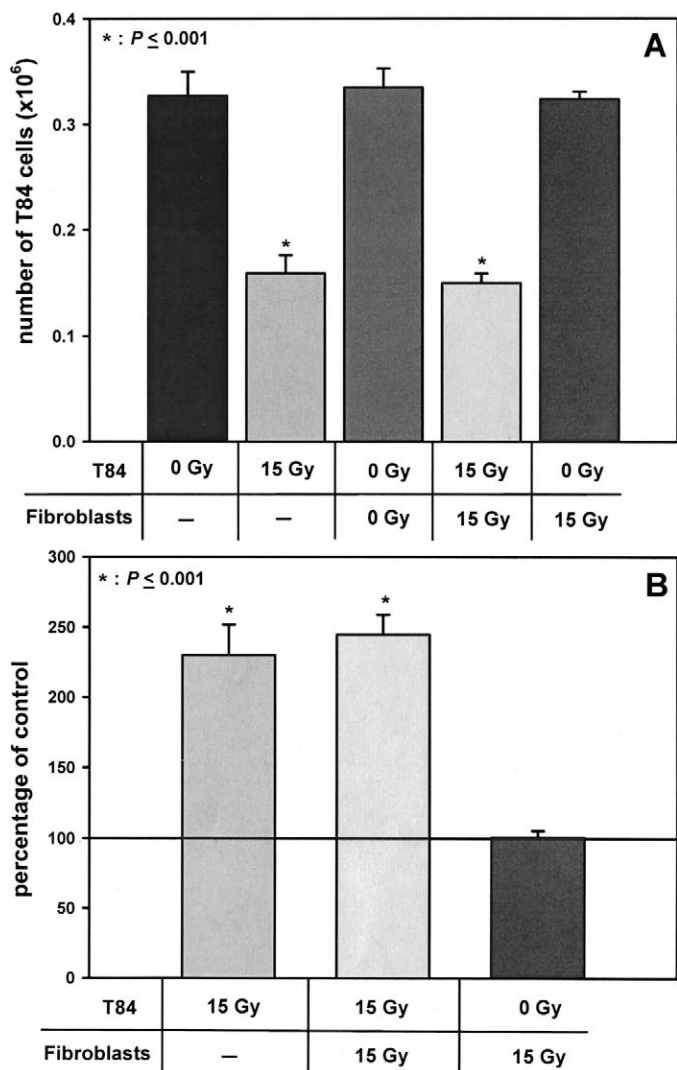 * : P ≤ 0.001
A
number of T84 cells (x10⁶)
0.4
0.3
0.2
0.1
0.0
*
*
T84 0 Gy 15 Gy 0 Gy 15 Gy 0 Gy
Fibroblasts — — 0 Gy 15 Gy 15 Gy
* : P ≤ 0.001
B
percentage of control
300
250
200
150
100
50
0
*
*
T84 15 Gy 15 Gy 0 Gy
Fibroblasts — 15 Gy 15 Gy